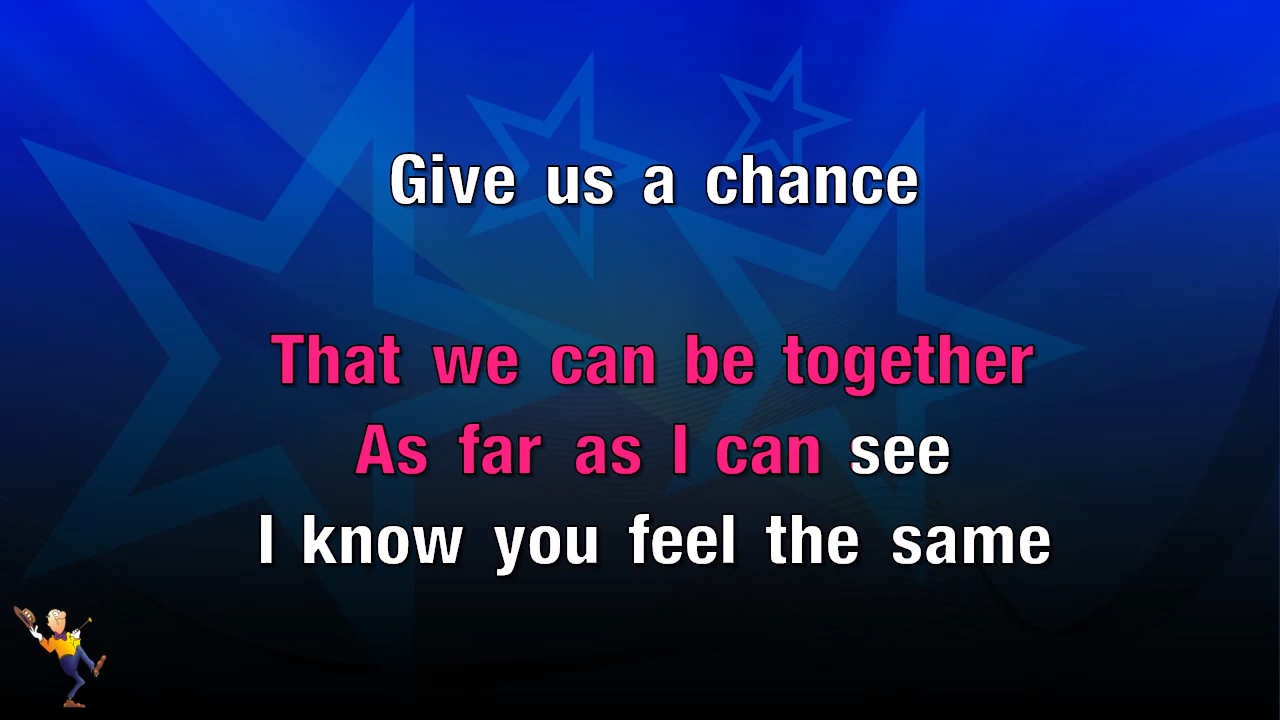 Give us a chance
That we can be together
As far as I can see
I know you feel the same